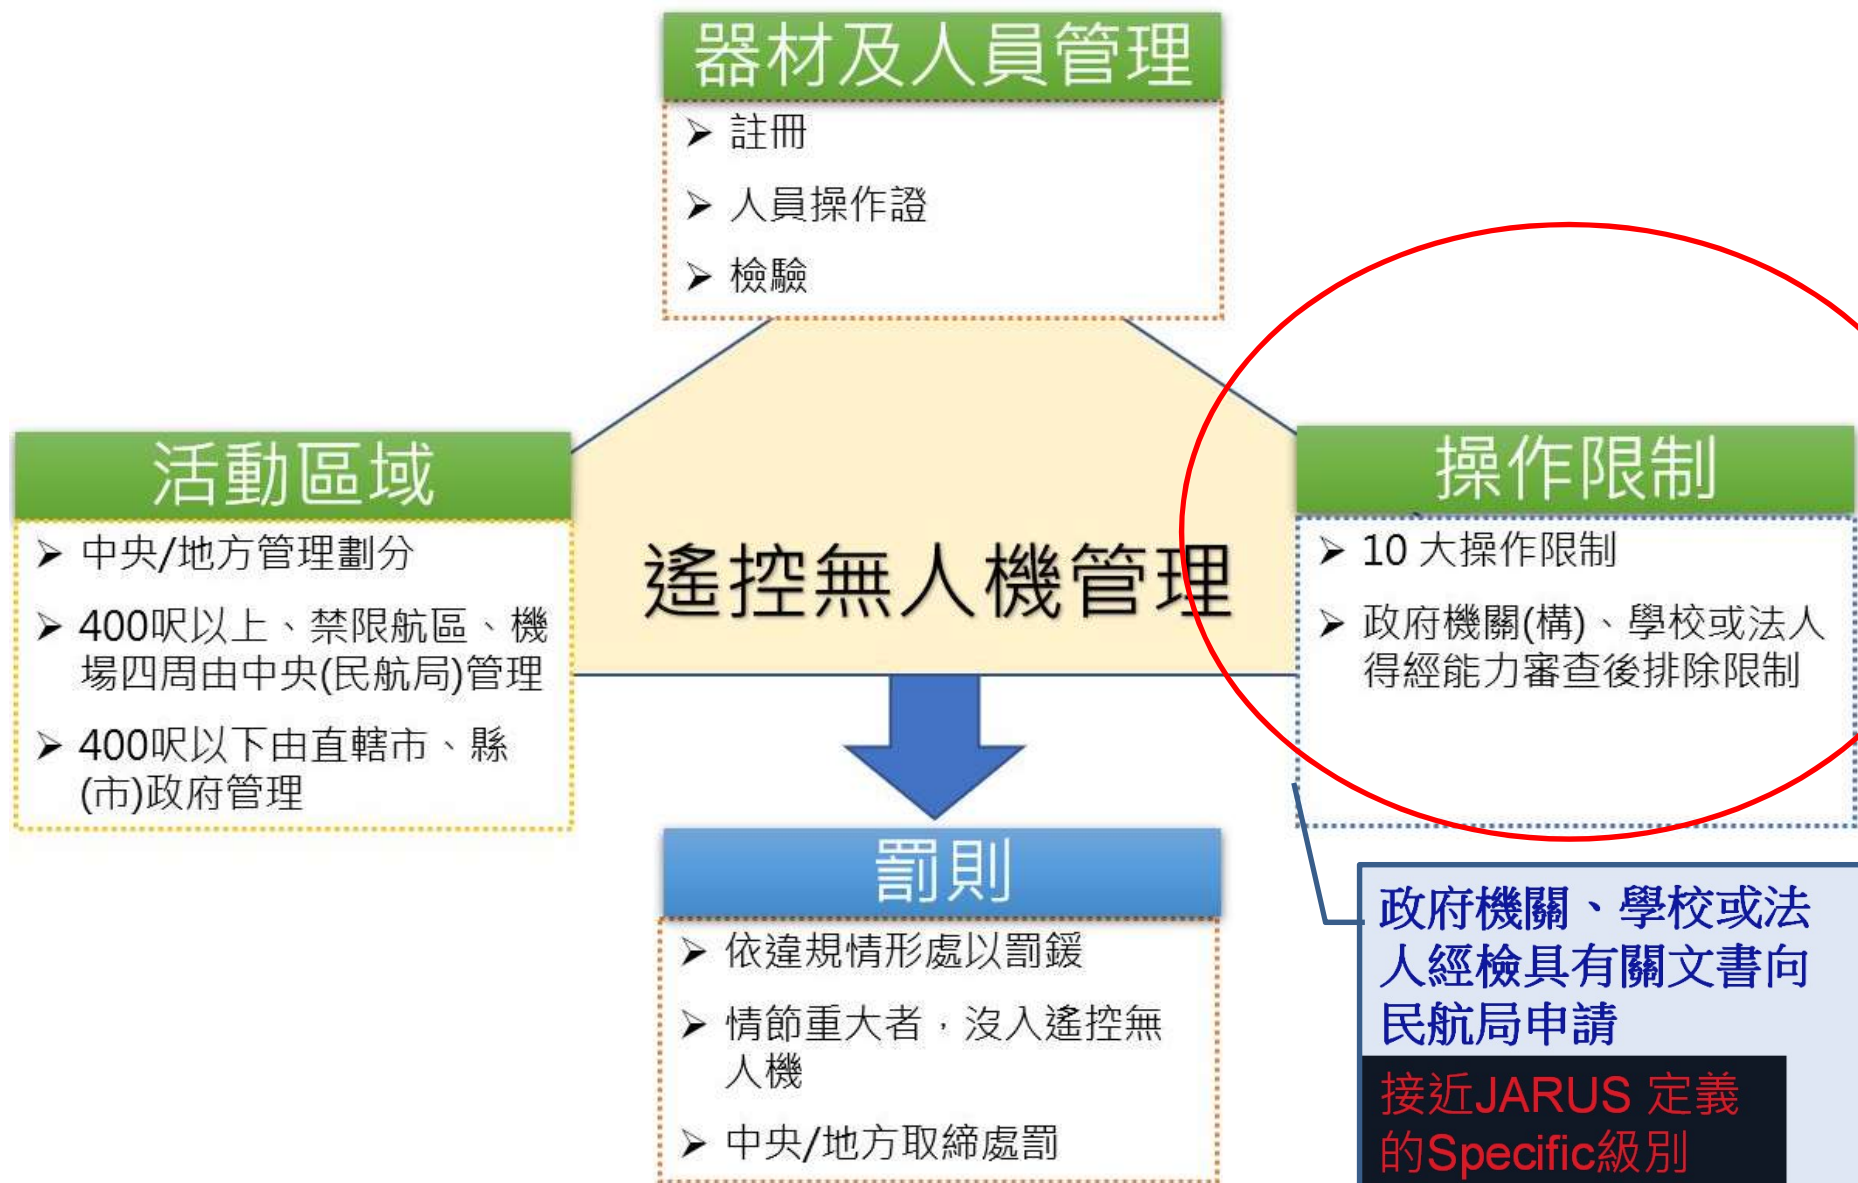 器材及人員管理
➢ 註冊
➢ 人員操作證
➢ 檢驗
活動區域
➢ 中央/地方管理劃分
➢ 400呎以上、禁限航區、機
場四周由中央(民航局)管理
➢ 400呎以下由直轄市、縣
(市)政府管理
遙控無人機管理
操作限制
➢ 10 大操作限制
➢ 政府機關(構)、學校或法人
得經能力審查後排除限制
罰則
➢ 依違規情形處以罰鍰
➢ 情節重大者，沒入遙控無
人機
➢ 中央/地方取締處罰
政府機關、學校或法
人經檢具有關文書向
民航局申請
接近JARUS 定義
的Specific級別